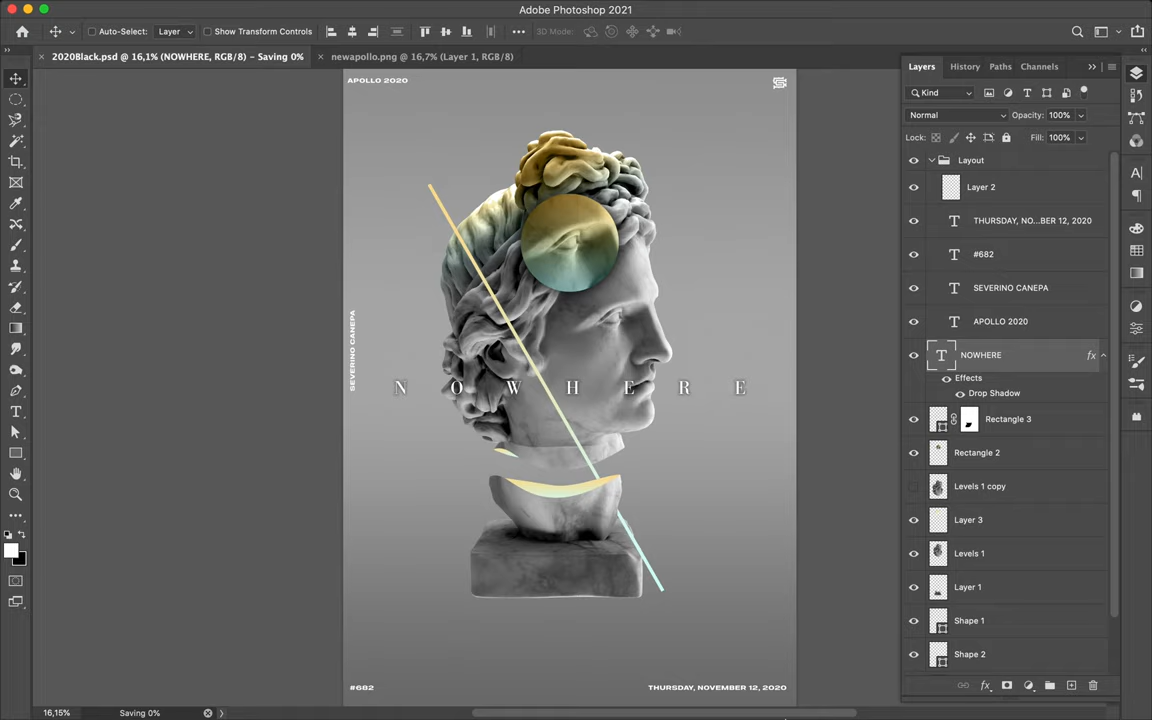 Adobe Photoshop 2021
Auto-Select: Layer Show Transform Controls 3D Mode:
2020Black.psd @ 16,1% (NOWHERE, RGB/8) – Saving 0% newapollo.png @ 16,7% (Layer 1, RGB/8)
Layers History Paths Channels
Kind
Normal Opacity: 100%
Lock: Fill: 100%
Layout
Layer 2
THURSDAY, NO...BER 12, 2020
#682
SEVERINO CANEPA
APOLLO 2020
NOWHERE fx
Effects
Drop Shadow
Rectangle 3
Rectangle 2
Levels 1 copy
Layer 3
Levels 1
Layer 1
Shape 1
Shape 2
fx
APOLLO 2020
SEVERINO CANEPA
N O W H E R E
#682
THURSDAY, NOVEMBER 12, 2020
16,15% Saving 0%